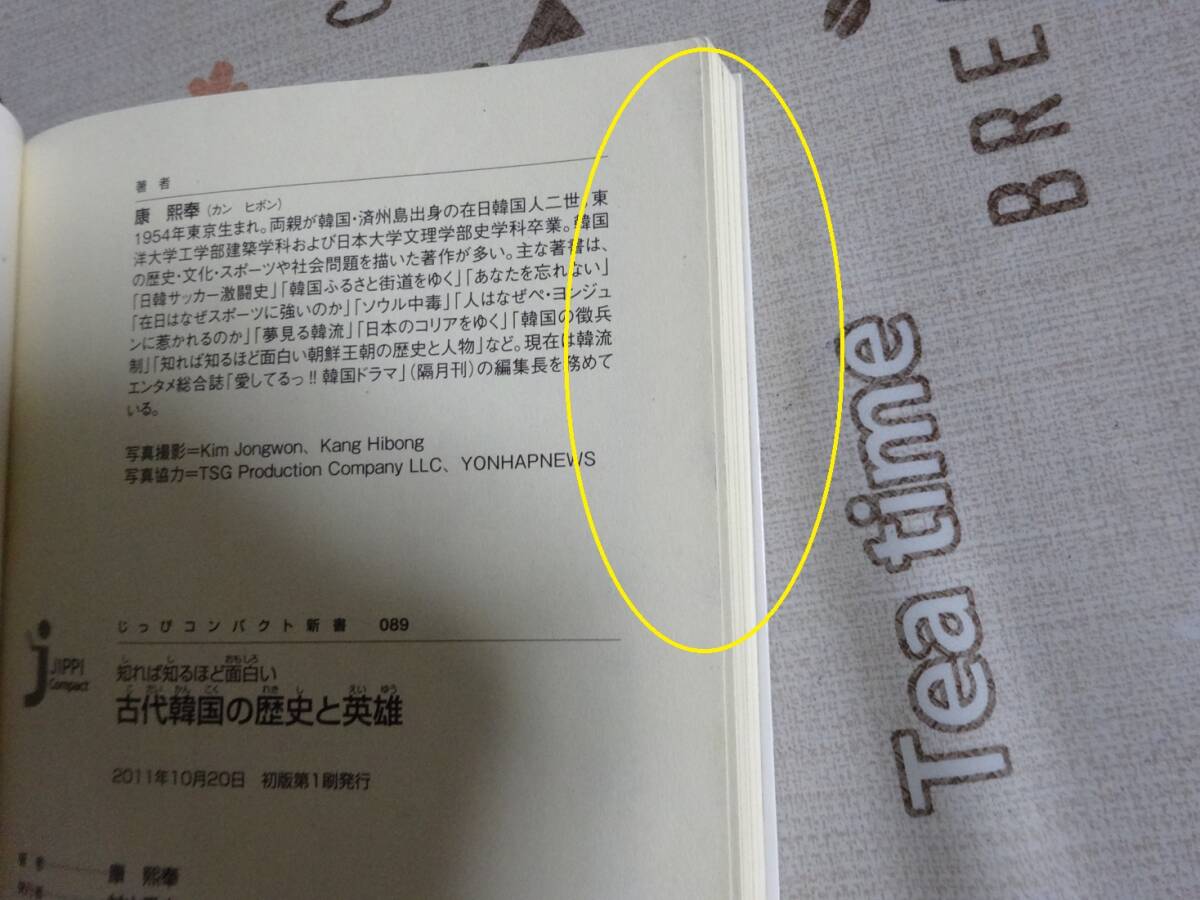 著 者
康 熙奉（カン ヒボン）
1954年東京生まれ。両親が韓国・済州島出身の在日韓国人二世。東
洋大学工学部建築学科および日本大学文理学部史学科卒業。韓国
の歴史・文化・スポーツや社会問題を描いた著作が多い。主な著書は、
「日韓サッカー激闘史」「韓国ふるさと街道をゆく」「あなたを忘れない」
「在日はなぜスポーツに強いのか」「ソウル中毒」「人はなぜペ・ヨンジュ
ンに惹かれるのか」「夢見る韓流」「日本のコリアをゆく」「韓国の徴兵
制」「知れば知るほど面白い朝鮮王朝の歴史と人物」など。現在は韓流
エンタメ総合誌「愛してるっ!! 韓国ドラマ」（隔月刊）の編集長を務めて
いる。
写真撮影=Kim Jongwon、Kang Hibong
写真協力=TSG Production Company LLC、YONHAPNEWS
じっぴコンパクト新書 089
JIPPI
Compact
知れば知るほど面白い
古代韓国の歴史と英雄
2011年10月20日 初版第1刷発行
康 熙奉
Tea time
BRE